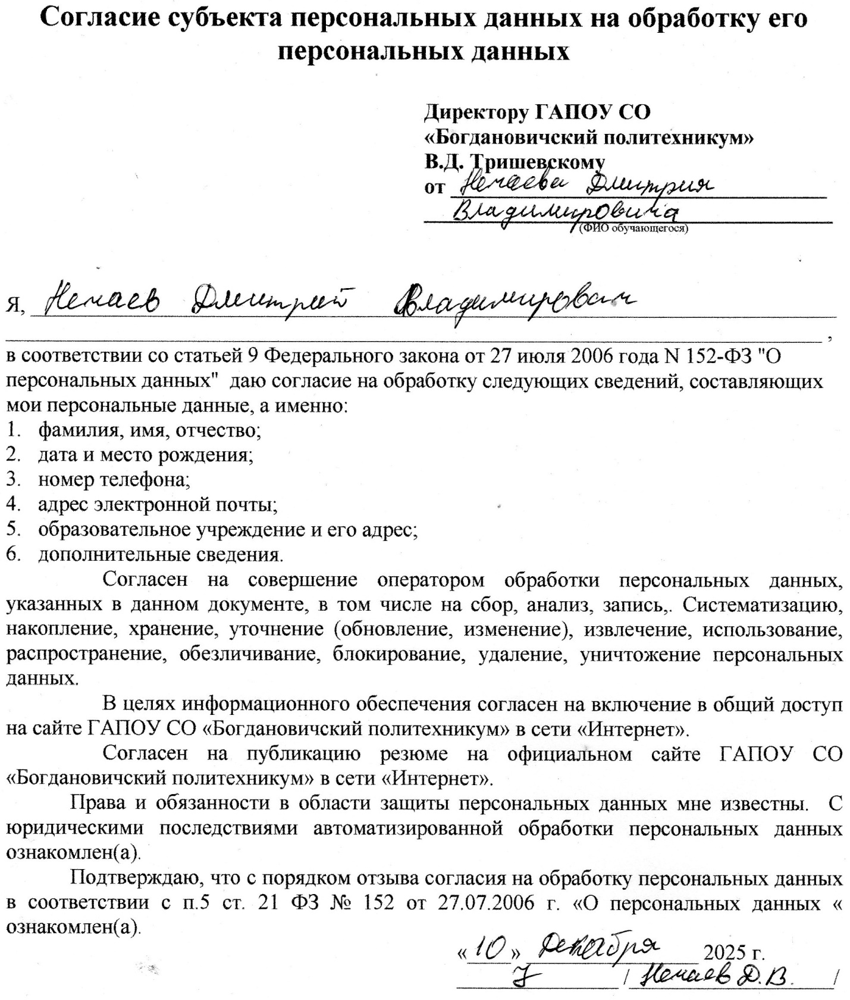 Согласие субъекта персональных данных на обработку его
персональных данных
Директору ГАПОУ СО
«Богдановичский политехникум»
В.Д. Тришевскому
от Нечаева Дмитрия
Владимировича
(ФИО обучающегося)
Я, Нечаев Дмитрий Владимирович
,
в соответствии со статьей 9 Федерального закона от 27 июля 2006 года N 152-ФЗ "О
персональных данных" даю согласие на обработку следующих сведений, составляющих
мои персональные данные, а именно:
1. фамилия, имя, отчество;
2. дата и место рождения;
3. номер телефона;
4. адрес электронной почты;
5. образовательное учреждение и его адрес;
6. дополнительные сведения.
Согласен на совершение оператором обработки персональных данных,
указанных в данном документе, в том числе на сбор, анализ, запись,. Систематизацию,
накопление, хранение, уточнение (обновление, изменение), извлечение, использование,
распространение, обезличивание, блокирование, удаление, уничтожение персональных
данных.
В целях информационного обеспечения согласен на включение в общий доступ
на сайте ГАПОУ СО «Богдановичский политехникум» в сети «Интернет».
Согласен на публикацию резюме на официальном сайте ГАПОУ СО
«Богдановичский политехникум» в сети «Интернет».
Права и обязанности в области защиты персональных данных мне известны. С
юридическими последствиями автоматизированной обработки персональных данных
ознакомлен(а).
Подтверждаю, что с порядком отзыва согласия на обработку персональных данных
в соответствии с п.5 ст. 21 ФЗ № 152 от 27.07.2006 г. «О персональных данных «
ознакомлен(а).
«10» Декабря 2025 г.
/ Нечаев Д.В. /